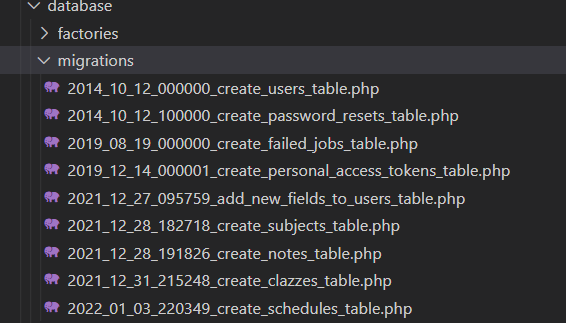 database
factories
migrations
2014_10_12_000000_create_users_table.php
2014_10_12_100000_create_password_resets_table.php
2019_08_19_000000_create_failed_jobs_table.php
2019_12_14_000001_create_personal_access_tokens_table.php
2021_12_27_095759_add_new_fields_to_users_table.php
2021_12_28_182718_create_subjects_table.php
2021_12_28_191826_create_notes_table.php
2021_12_31_215248_create_clazzes_table.php
2022_01_03_220349_create_schedules_table.php